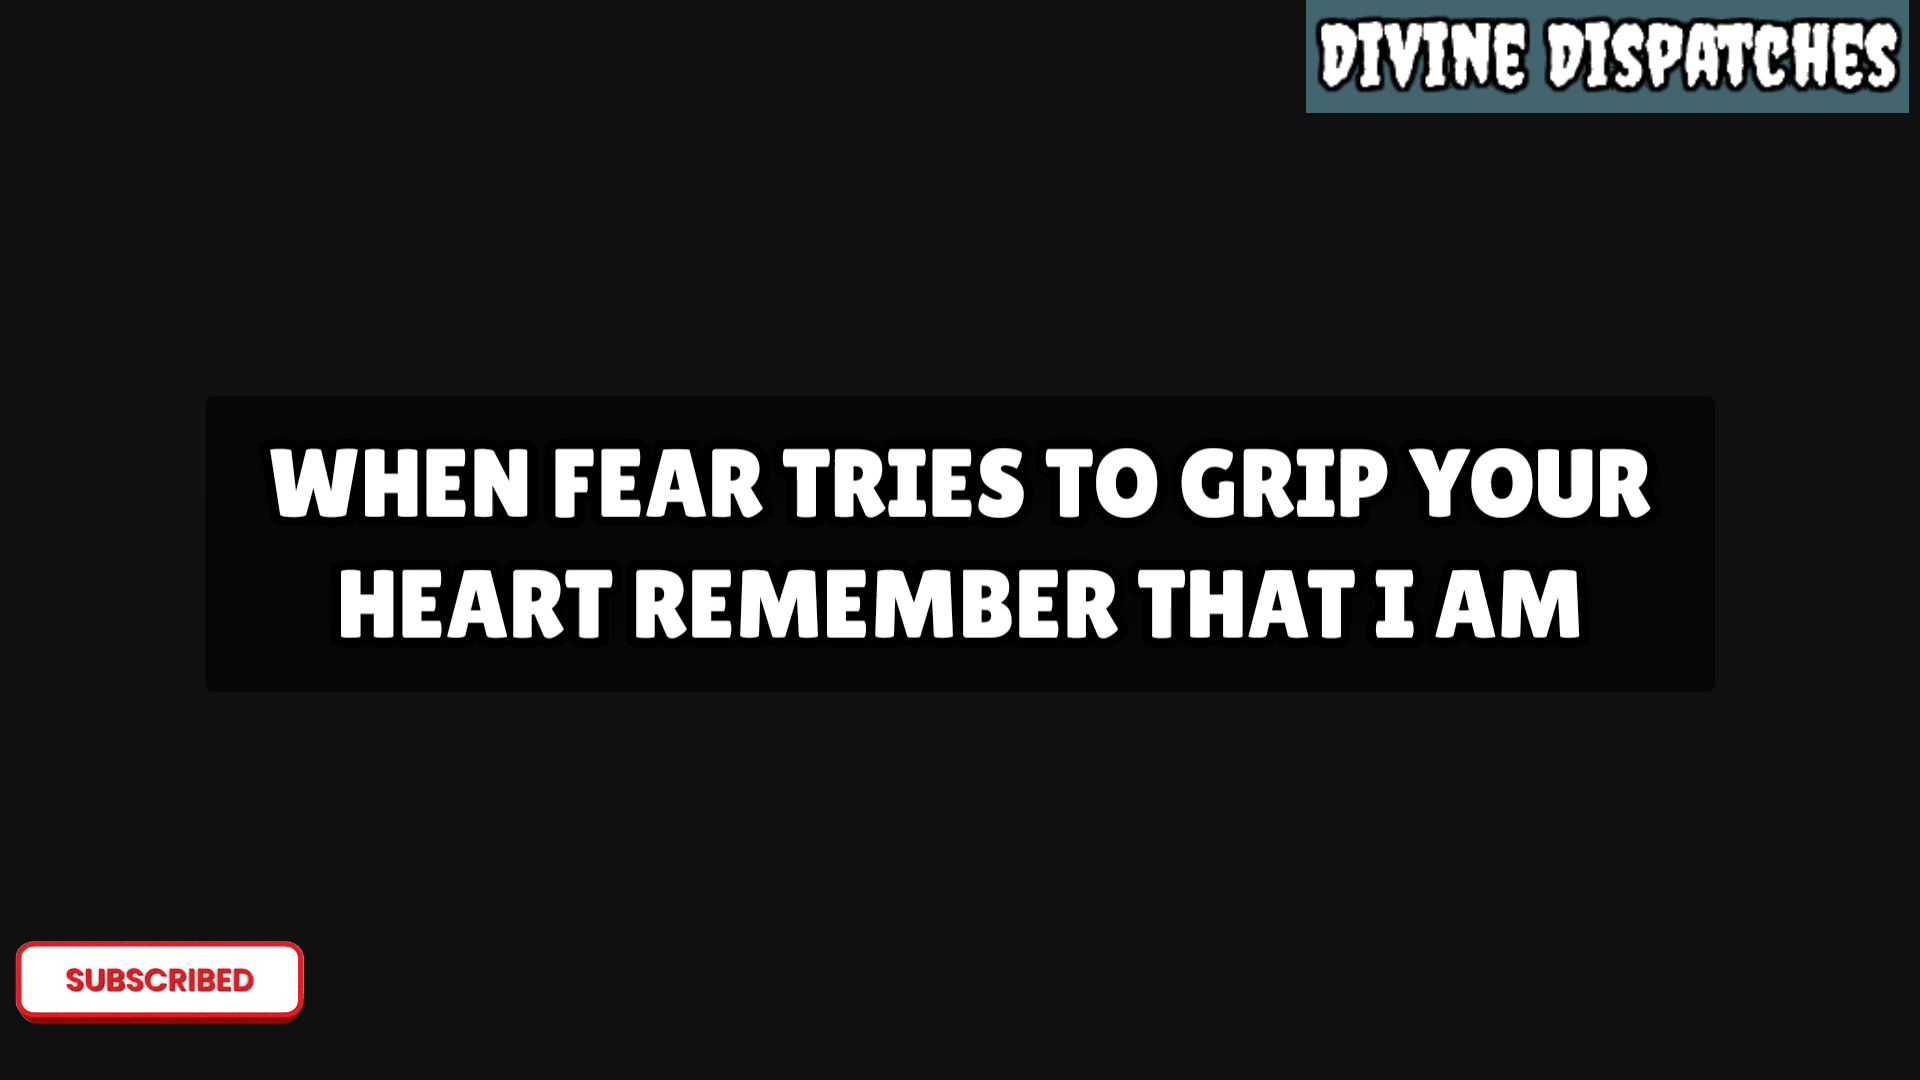 DIVINE DISPATCHES
WHEN FEAR TRIES TO GRIP YOUR
HEART REMEMBER THAT I AM
SUBSCRIBED